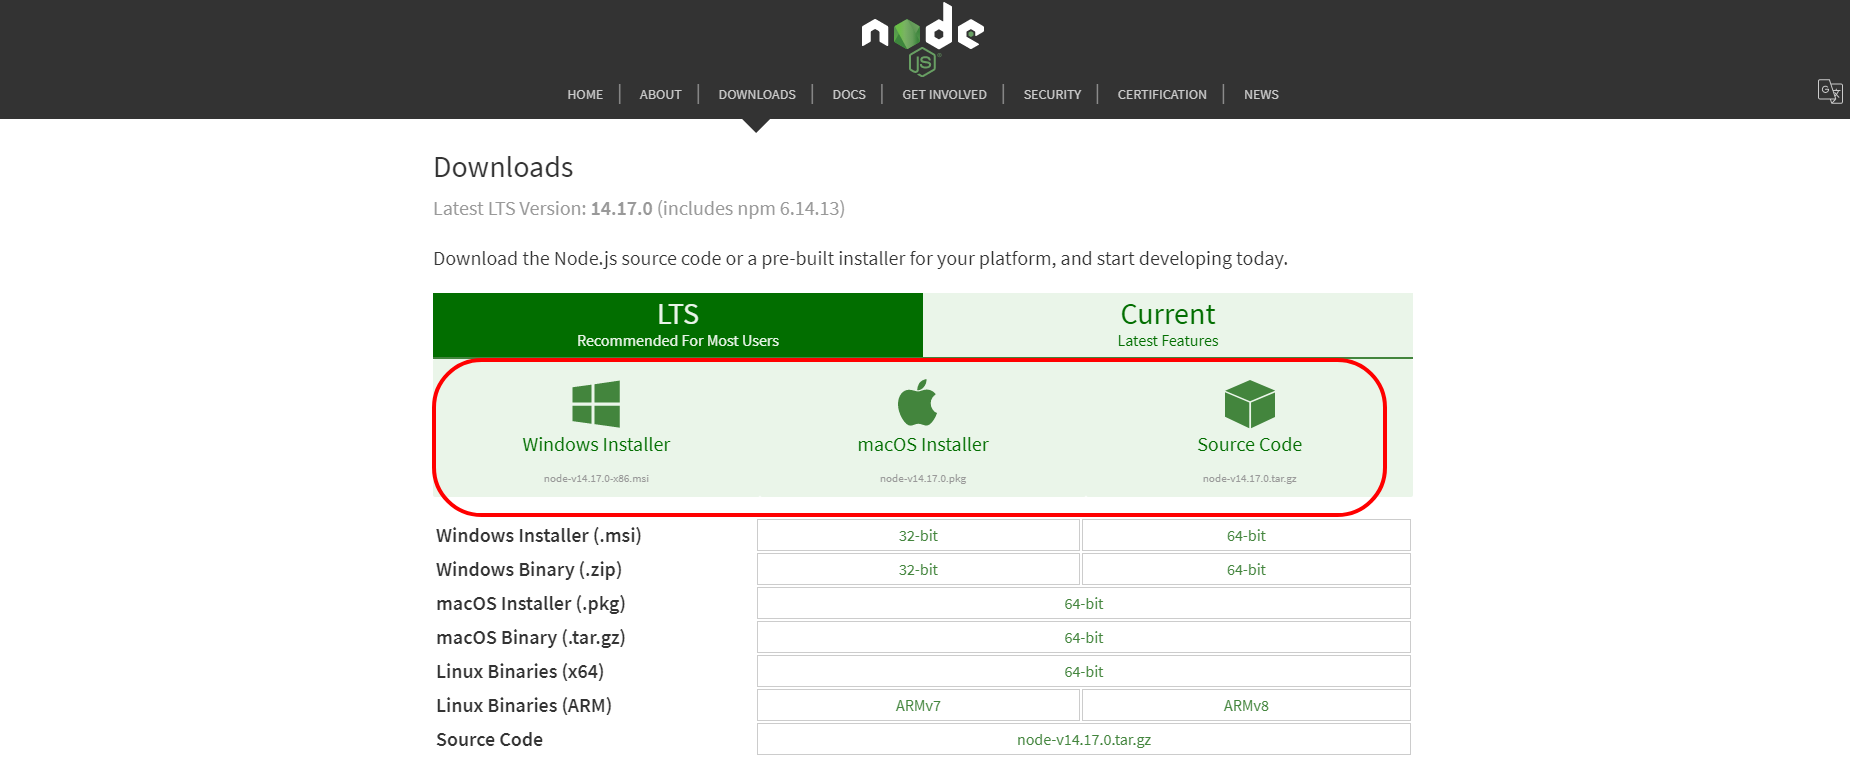 node
JS
HOME ABOUT DOWNLOADS DOCS GET INVOLVED SECURITY CERTIFICATION NEWS
Downloads
Latest LTS Version: 14.17.0 (includes npm 6.14.13)
Download the Node.js source code or a pre-built installer for your platform, and start developing today.
LTS Current
Recommended For Most Users Latest Features
Windows Installer macOS Installer Source Code
node-v14.17.0-x86.msi node-v14.17.0.pkg node-v14.17.0.tar.gz
Windows Installer (.msi) 32-bit 64-bit
Windows Binary (.zip) 32-bit 64-bit
macOS Installer (.pkg) 64-bit
macOS Binary (.tar.gz) 64-bit
Linux Binaries (x64) 64-bit
Linux Binaries (ARM) ARMv7 ARMv8
Source Code node-v14.17.0.tar.gz